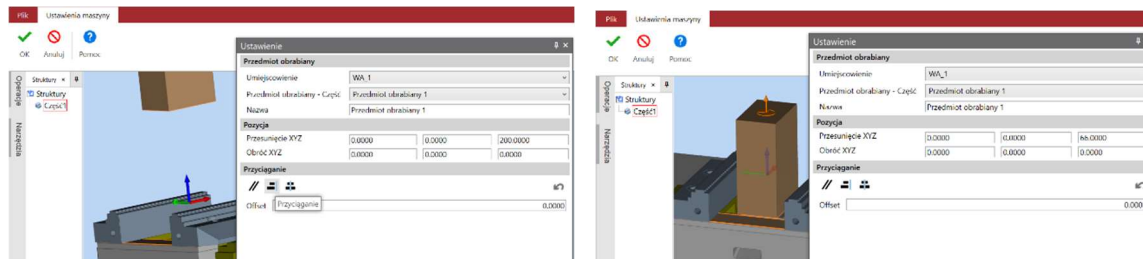 Plik Ustawienia maszyny
OK Anuluj Pomoc
Operacje
Narzędzia
Struktury
Struktury
Część1
Ustawienie
Przedmiot obrabiany
Umiejscowienie WA_1
Przedmiot obrabiany - Część Przedmiot obrabiany 1
Nazwa Przedmiot obrabiany 1
Pozycja
Przesunięcie XYZ 0.0000 0.0000 200.0000
Obróć XYZ 0.0000 0.0000 0.0000
Przyciąganie
Offset 0.0000
Przyciąganie
Plik Ustawienia maszyny
OK Anuluj Pomoc
Operacje
Narzędzia
Struktury
Struktury
Część1
Ustawienie
Przedmiot obrabiany
Umiejscowienie WA_1
Przedmiot obrabiany - Część Przedmiot obrabiany 1
Nazwa Przedmiot obrabiany 1
Pozycja
Przesunięcie XYZ 0.0000 0.0000 66.0000
Obróć XYZ 0.0000 0.0000 0.0000
Przyciąganie
Offset 0.000